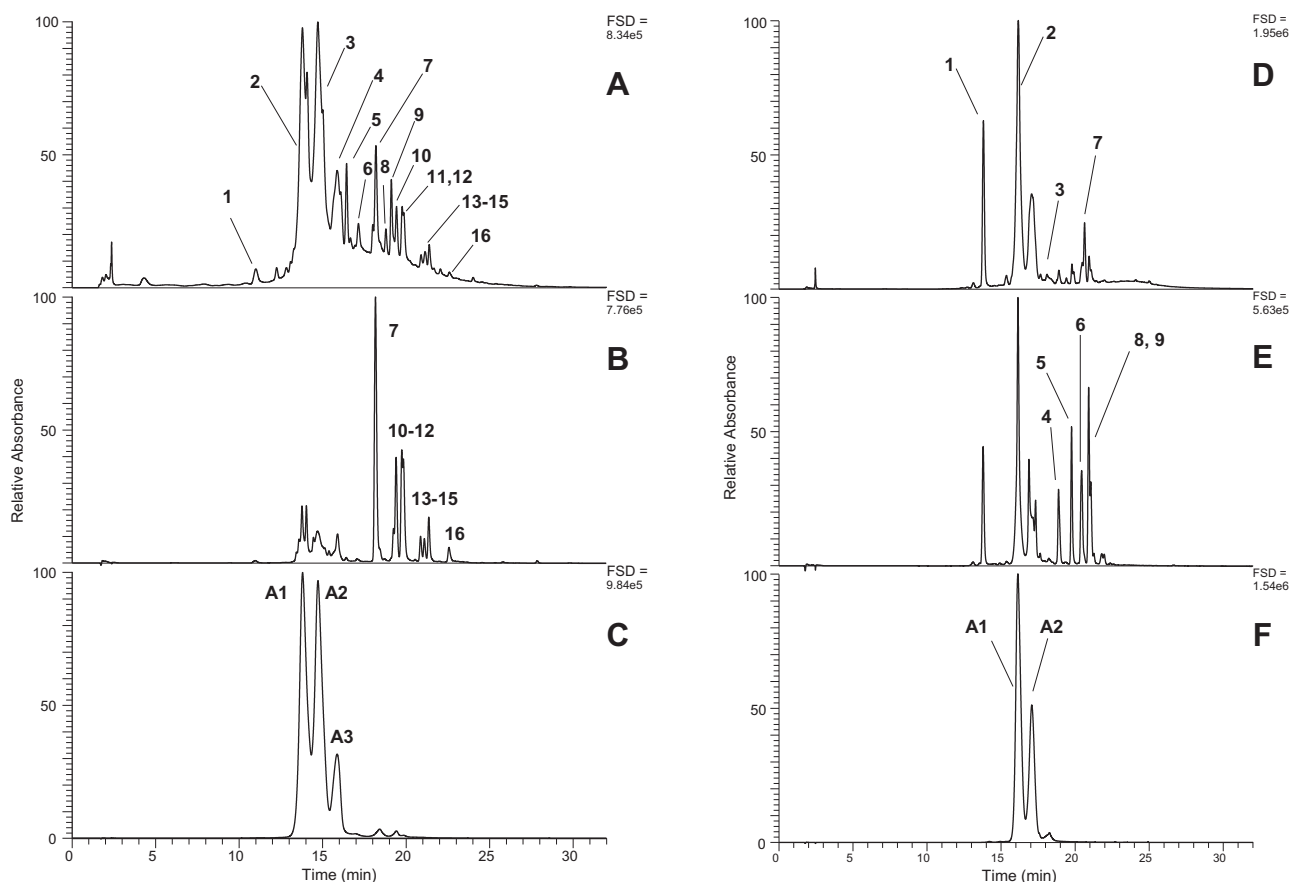 100
50
FSD =
8.34e5
A
1
2
3
4
5
6
7
8
9
10
11,12
13-15
16
100
50
Relative Absorbance
FSD =
7.76e5
B
7
10-12
13-15
16
100
50
0
FSD =
9.84e5
C
A1
A2
A3
0
10
15
20
30
Time (min)
100
50
0
FSD =
1.95e6
D
1
2
3
7
100
50
0
Relative Absorbance
FSD =
5.63e5
E
4
5
6
8, 9
100
50
0
FSD =
1.54e6
F
A1
A2
0
5
10
15
20
30
Time (min)